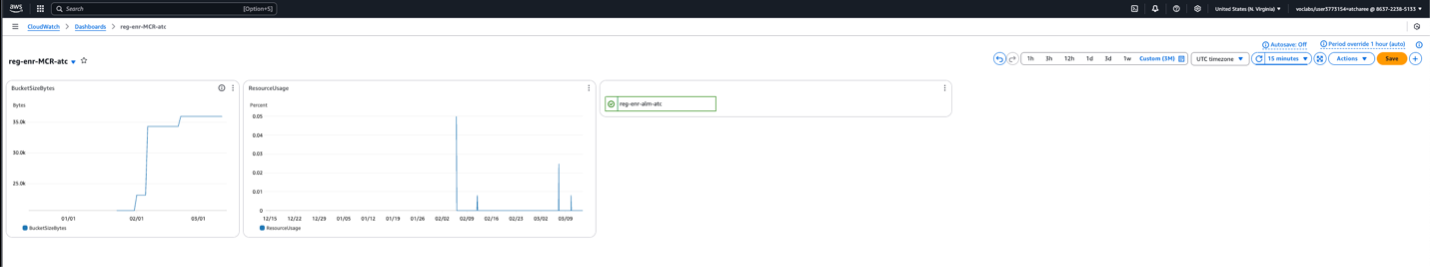 aws
Search [Option+S]
United States (N. Virginia)
voclabs/user3773154=atcharee @ 8637-2238-5133
CloudWatch > Dashboards > reg-enr-MCR-atc
Autosave: Off
Period override 1 hour (auto)
reg-enr-MCR-atc
1h 3h 12h 1d 3d 1w Custom (3M)
UTC timezone
15 minutes
Actions
Save
BucketSizeBytes
Bytes
35.0k
30.0k
25.0k
01/01 02/01 03/01
BucketSizeBytes
ResourceUsage
Percent
0.05
0.04
0.03
0.02
0.01
0
12/15 12/22 12/29 01/05 01/12 01/19 01/26 02/02 02/09 02/16 02/23 03/02 03/09
ResourceUsage
reg-enr-alm-atc